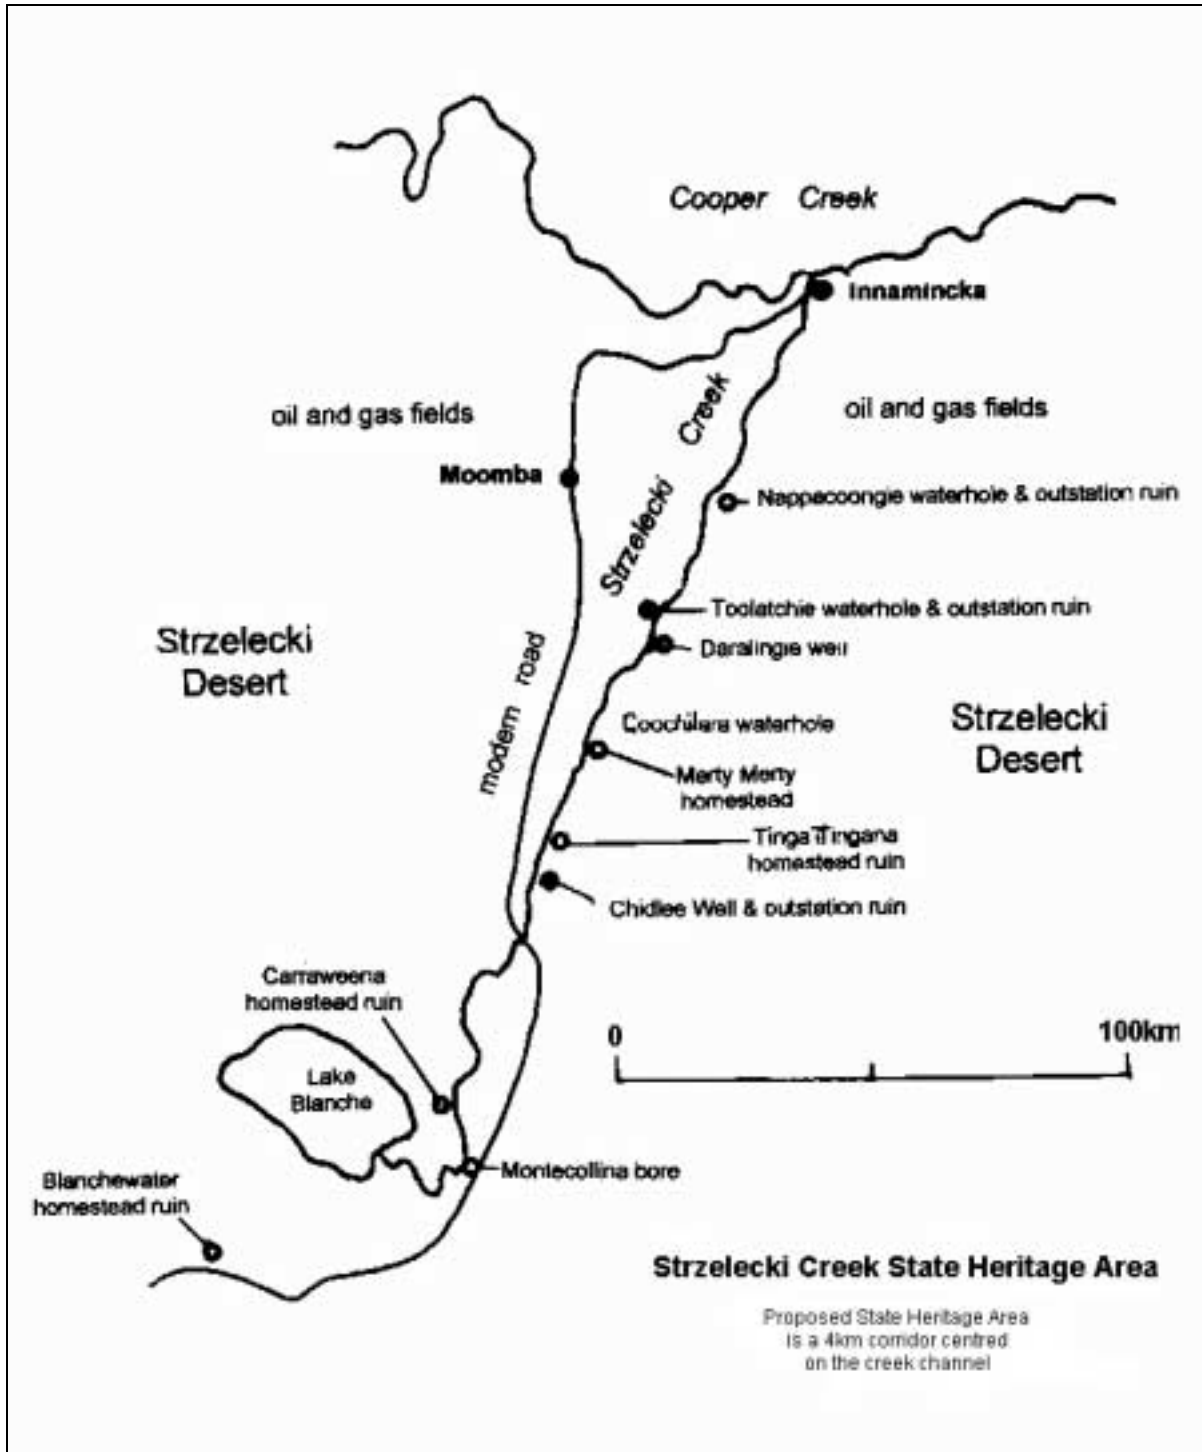 Cooper Creek
Innamincka
oil and gas fields
Strzelecki Creek
oil and gas fields
Moomba
Nappacoongie waterhole & outstation ruin
Toolatchie waterhole & outstation ruin
Daralingie well
Strzelecki
Desert
modern road
Coochilara waterhole
Strzelecki
Desert
Merty Merty
homestead
Tinga Tingana
homestead ruin
Chidlee Well & outstation ruin
Carraweena
homestead ruin
0
100km
Lake
Blanche
Montecollina bore
Blanchewater
homestead ruin
Strzelecki Creek State Heritage Area
Proposed State Heritage Area
is a 4km corridor centred
on the creek channel